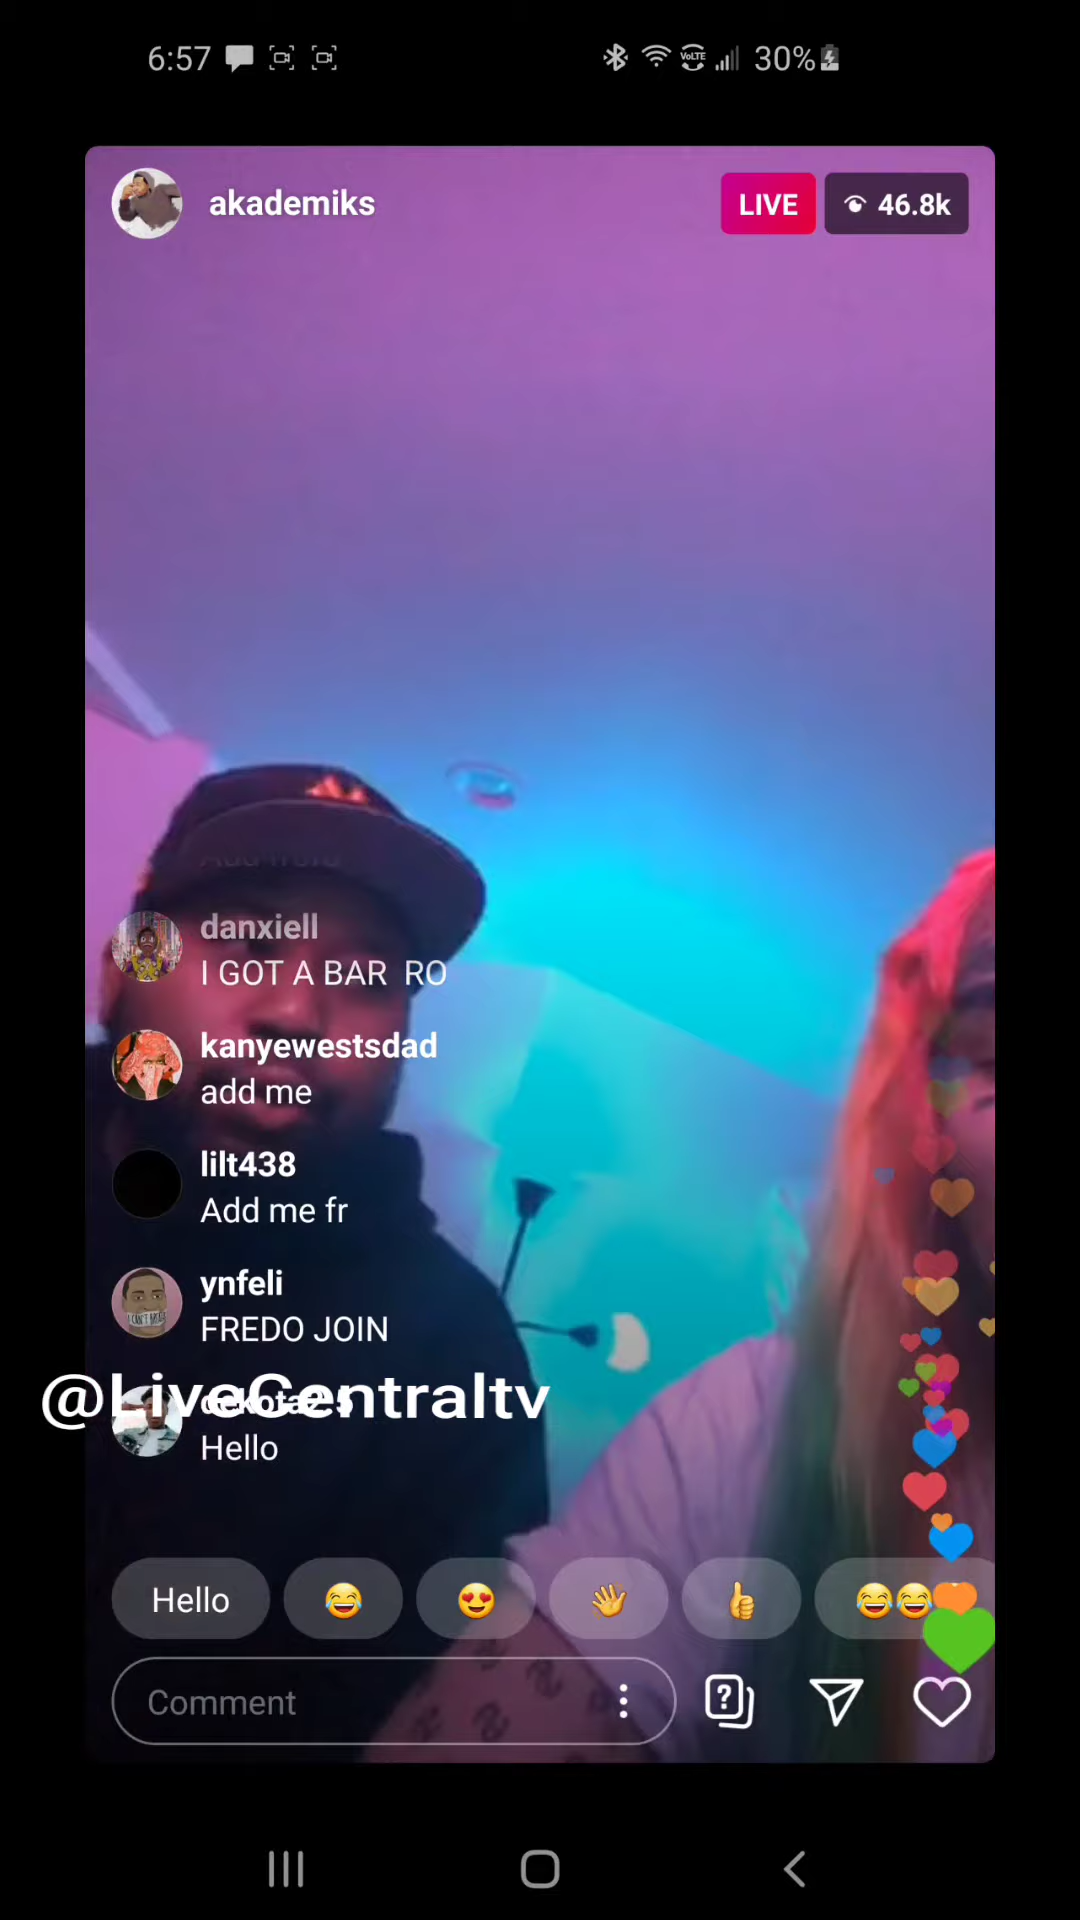 6:57
VoLTE
30%
akademiks
LIVE
46.8k
danxiell
I GOT A BAR RO
kanyewestsdad
add me
lilt438
Add me fr
ynfeli
FREDO JOIN
@LiveCentraltv
Hello
Hello
Comment